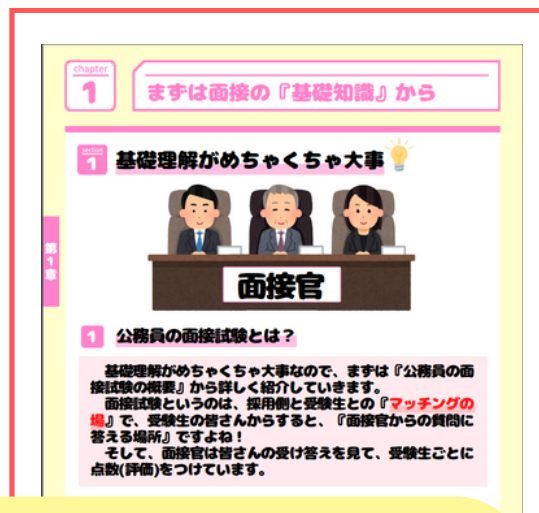 chapter
1
まずは面接の『基礎知識』から
section
1
基礎理解がめちゃくちゃ大事
第1章
面接官
1
公務員の面接試験とは？
基礎理解がめちゃくちゃ大事なので、まずは『公務員の面
接試験の概要』から詳しく紹介していきます。
面接試験というのは、採用側と受験生との『マッチングの
場』で、受験生の皆さんからすると、『面接官からの質問に
答える場所』ですよね！
そして、面接官は皆さんの受け答えを見て、受験生ごとに
点数(評価)をつけています。